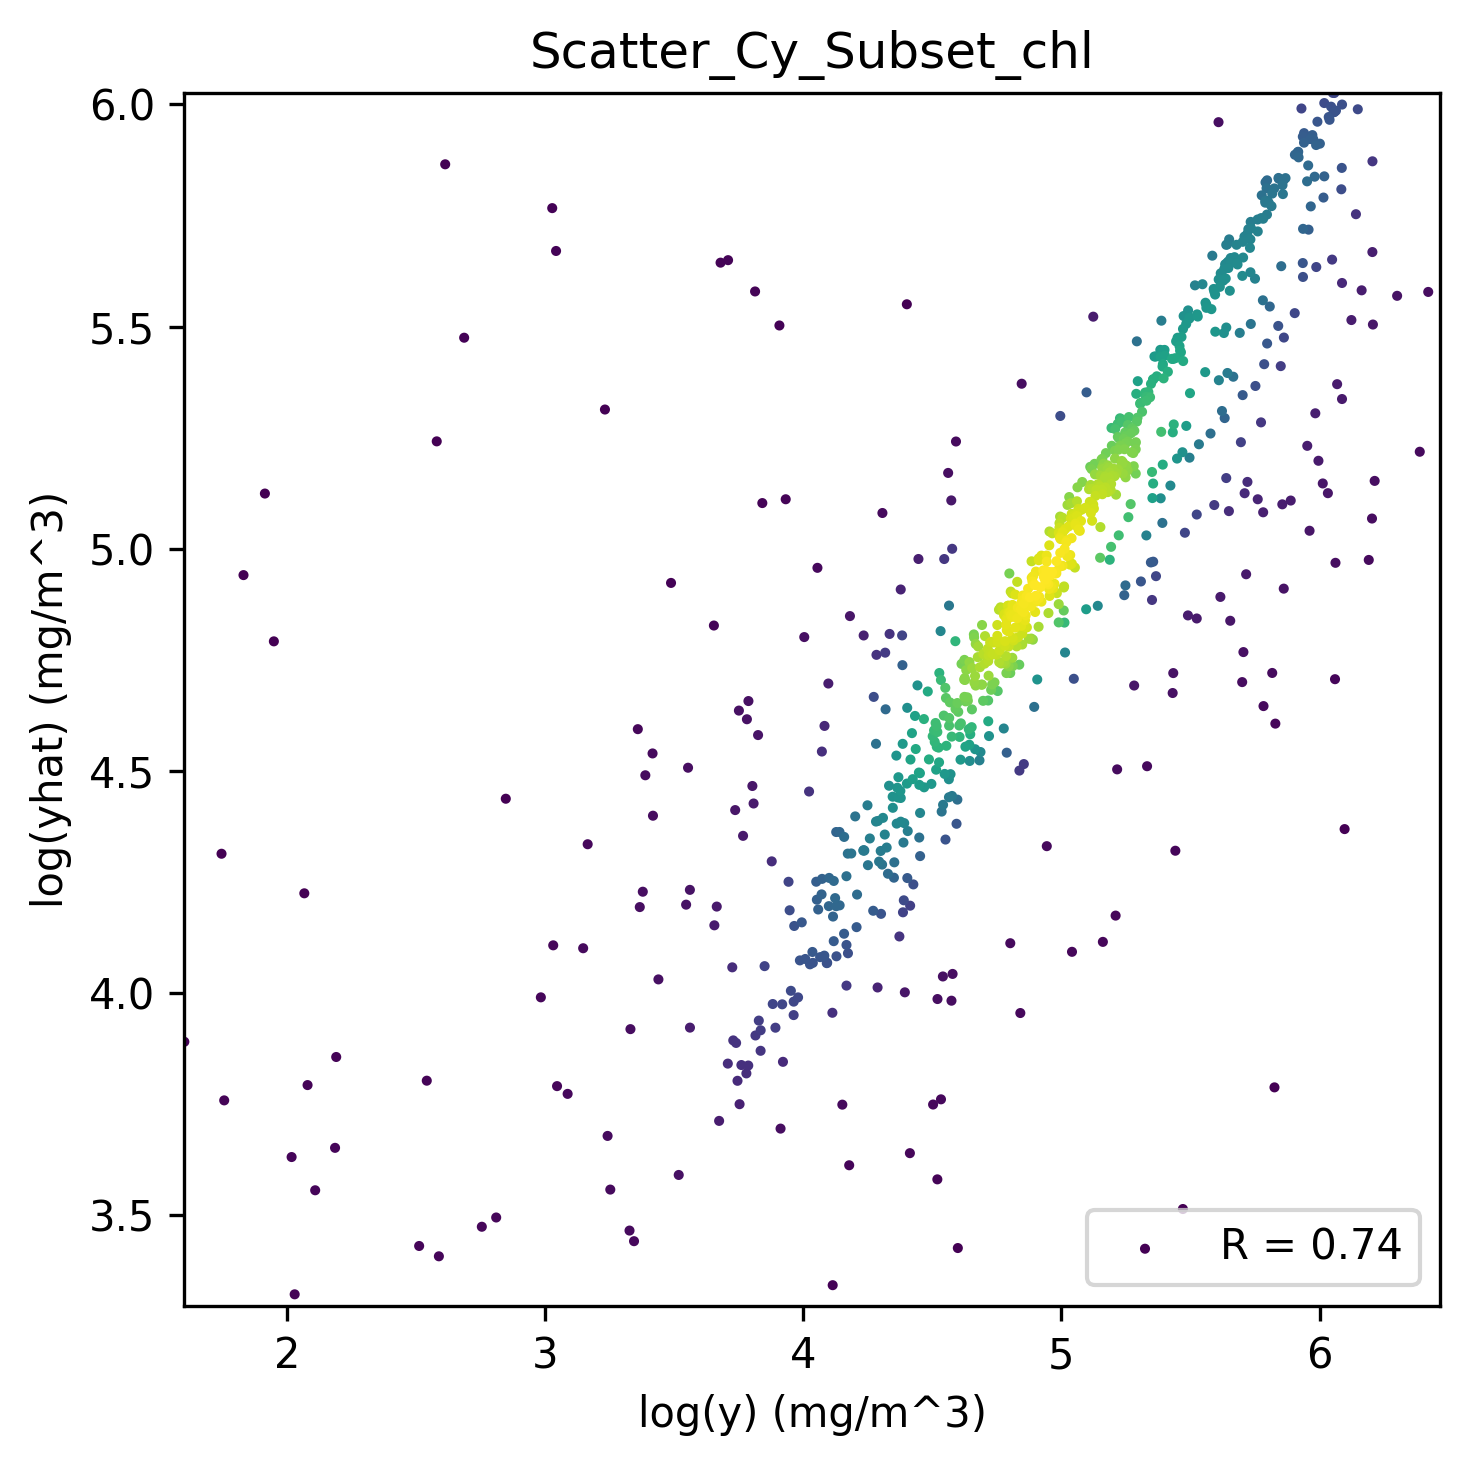 Scatter_Cy_Subset_chl
6.0
5.5
5.0
4.5
4.0
3.5
log(yhat) (mg/m^3)
R = 0.74
2 3 4 5 6
log(y) (mg/m^3)